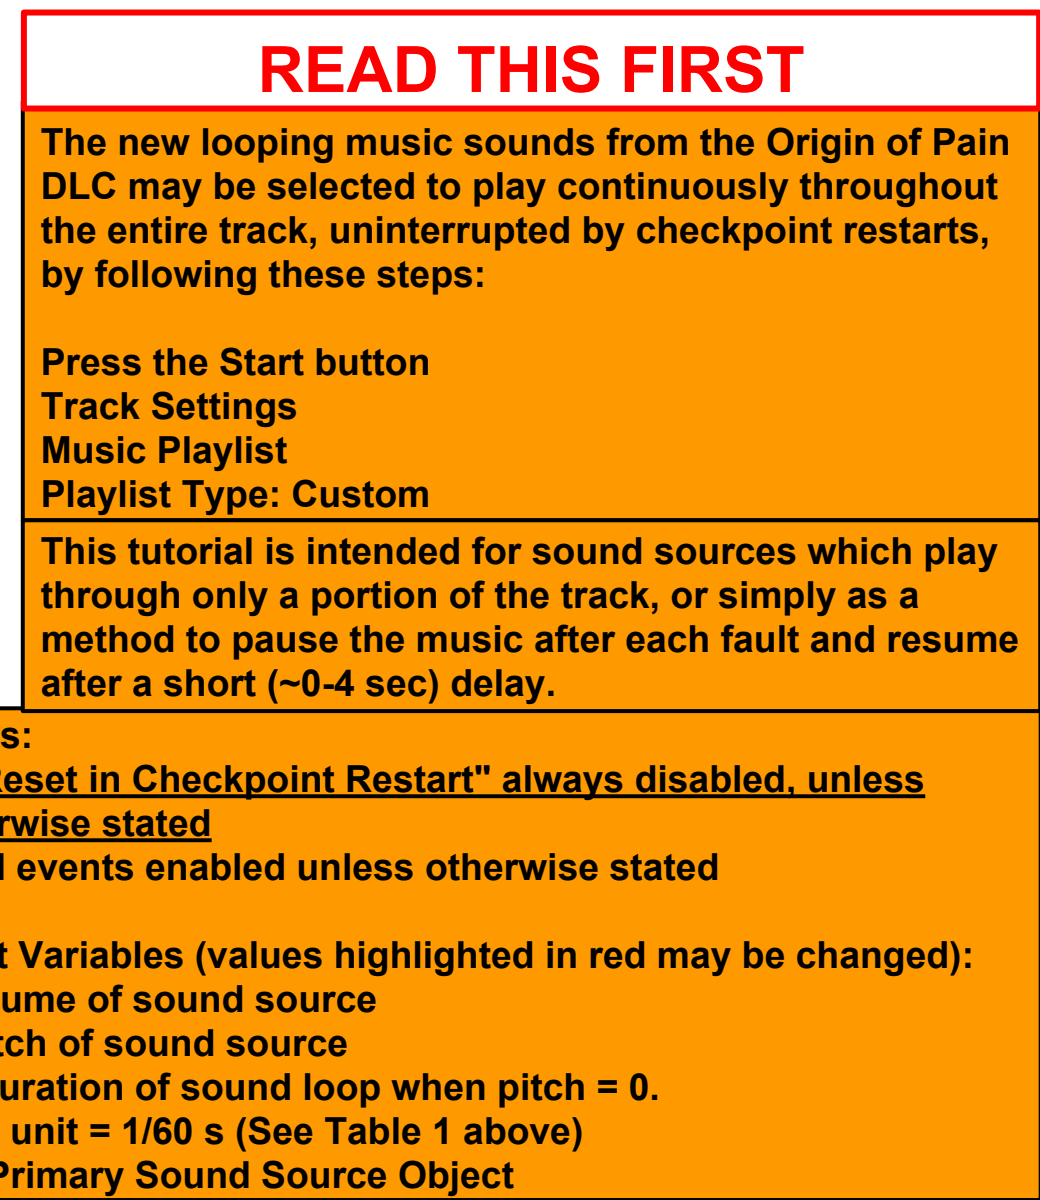 READ THIS FIRST
The new looping music sounds from the Origin of Pain
DLC may be selected to play continuously throughout
the entire track, uninterrupted by checkpoint restarts,
by following these steps:
Press the Start button
Track Settings
Music Playlist
Playlist Type: Custom
This tutorial is intended for sound sources which play
through only a portion of the track, or simply as a
method to pause the music after each fault and resume
after a short (~0-4 sec) delay.
s:
Reset in Checkpoint Restart" always disabled, unless
rwise stated
events enabled unless otherwise stated
t Variables (values highlighted in red may be changed):
ume of sound source
tch of sound source
uration of sound loop when pitch = 0.
unit = 1/60 s (See Table 1 above)
Primary Sound Source Object